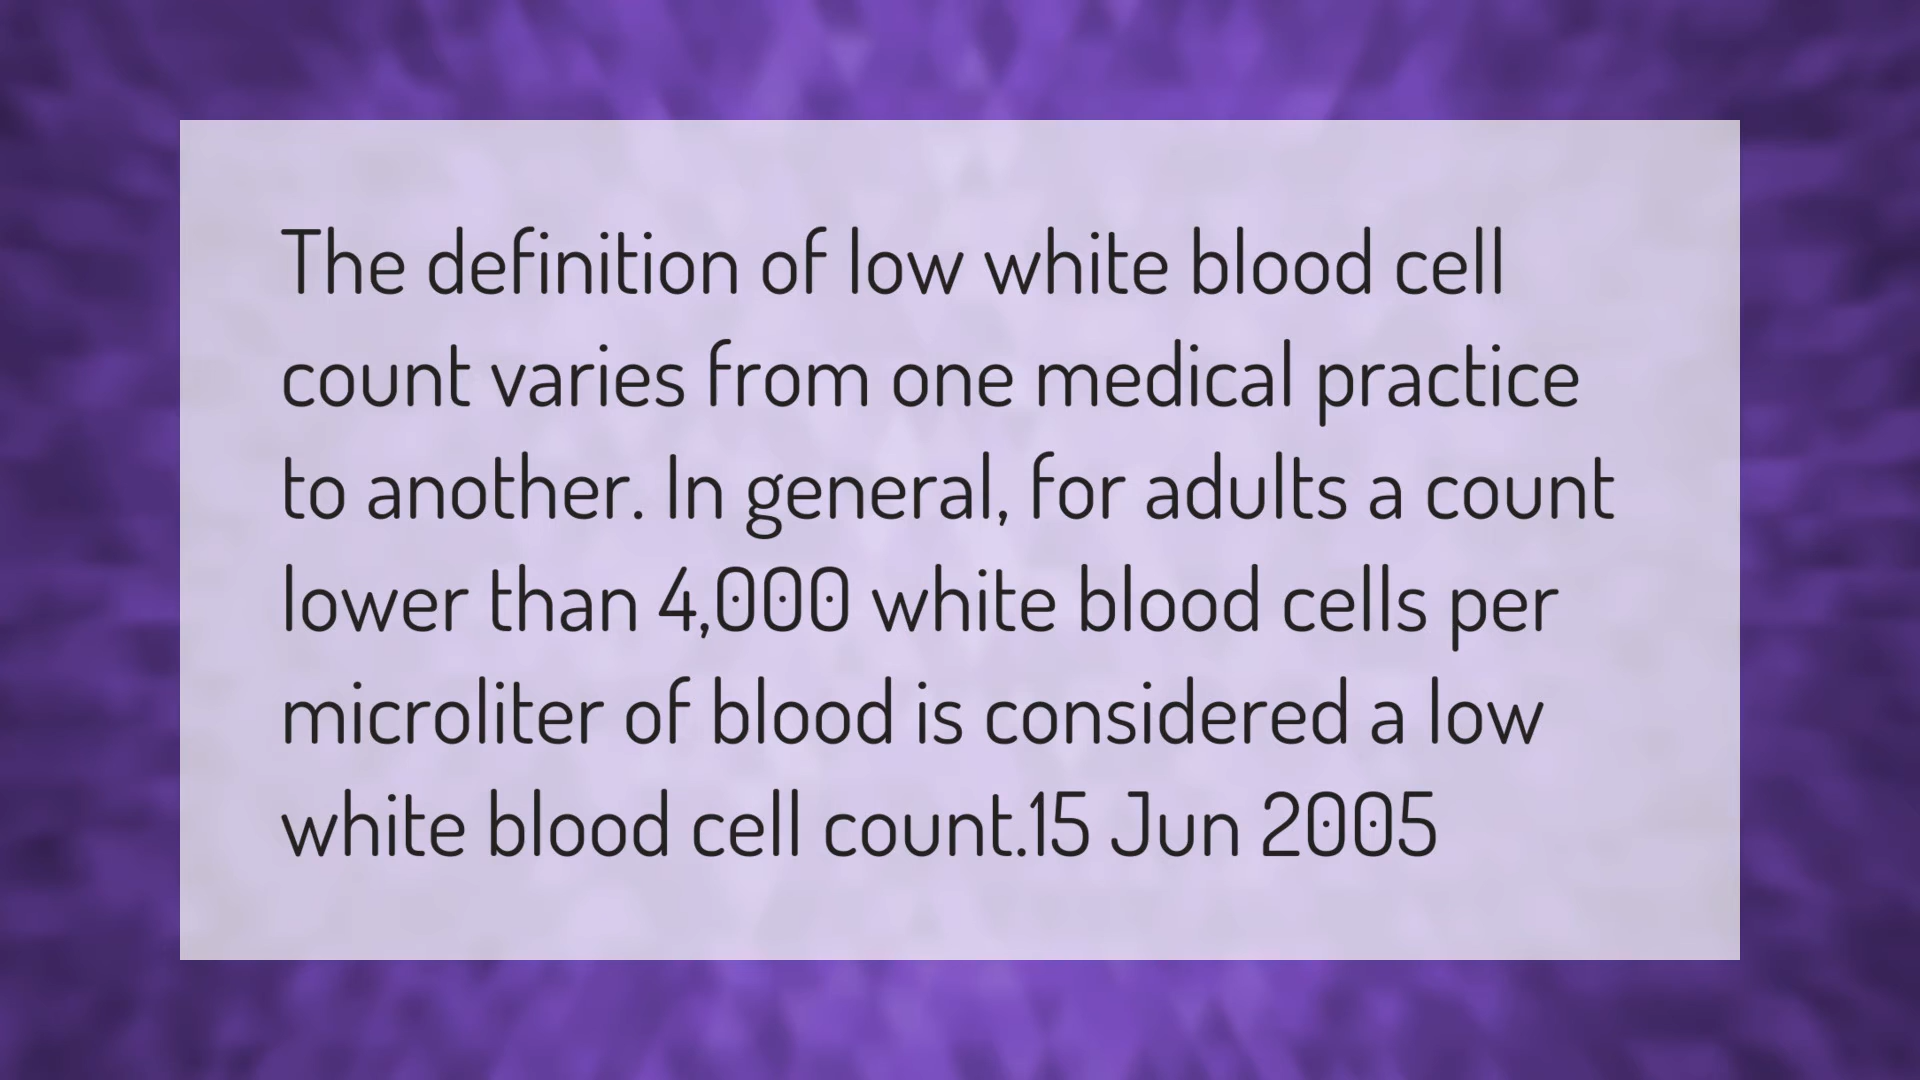 The definition of low white blood cell
count varies from one medical practice
to another. In general, for adults a count
lower than 4,000 white blood cells per
microliter of blood is considered a low
white blood cell count.15 Jun 2005